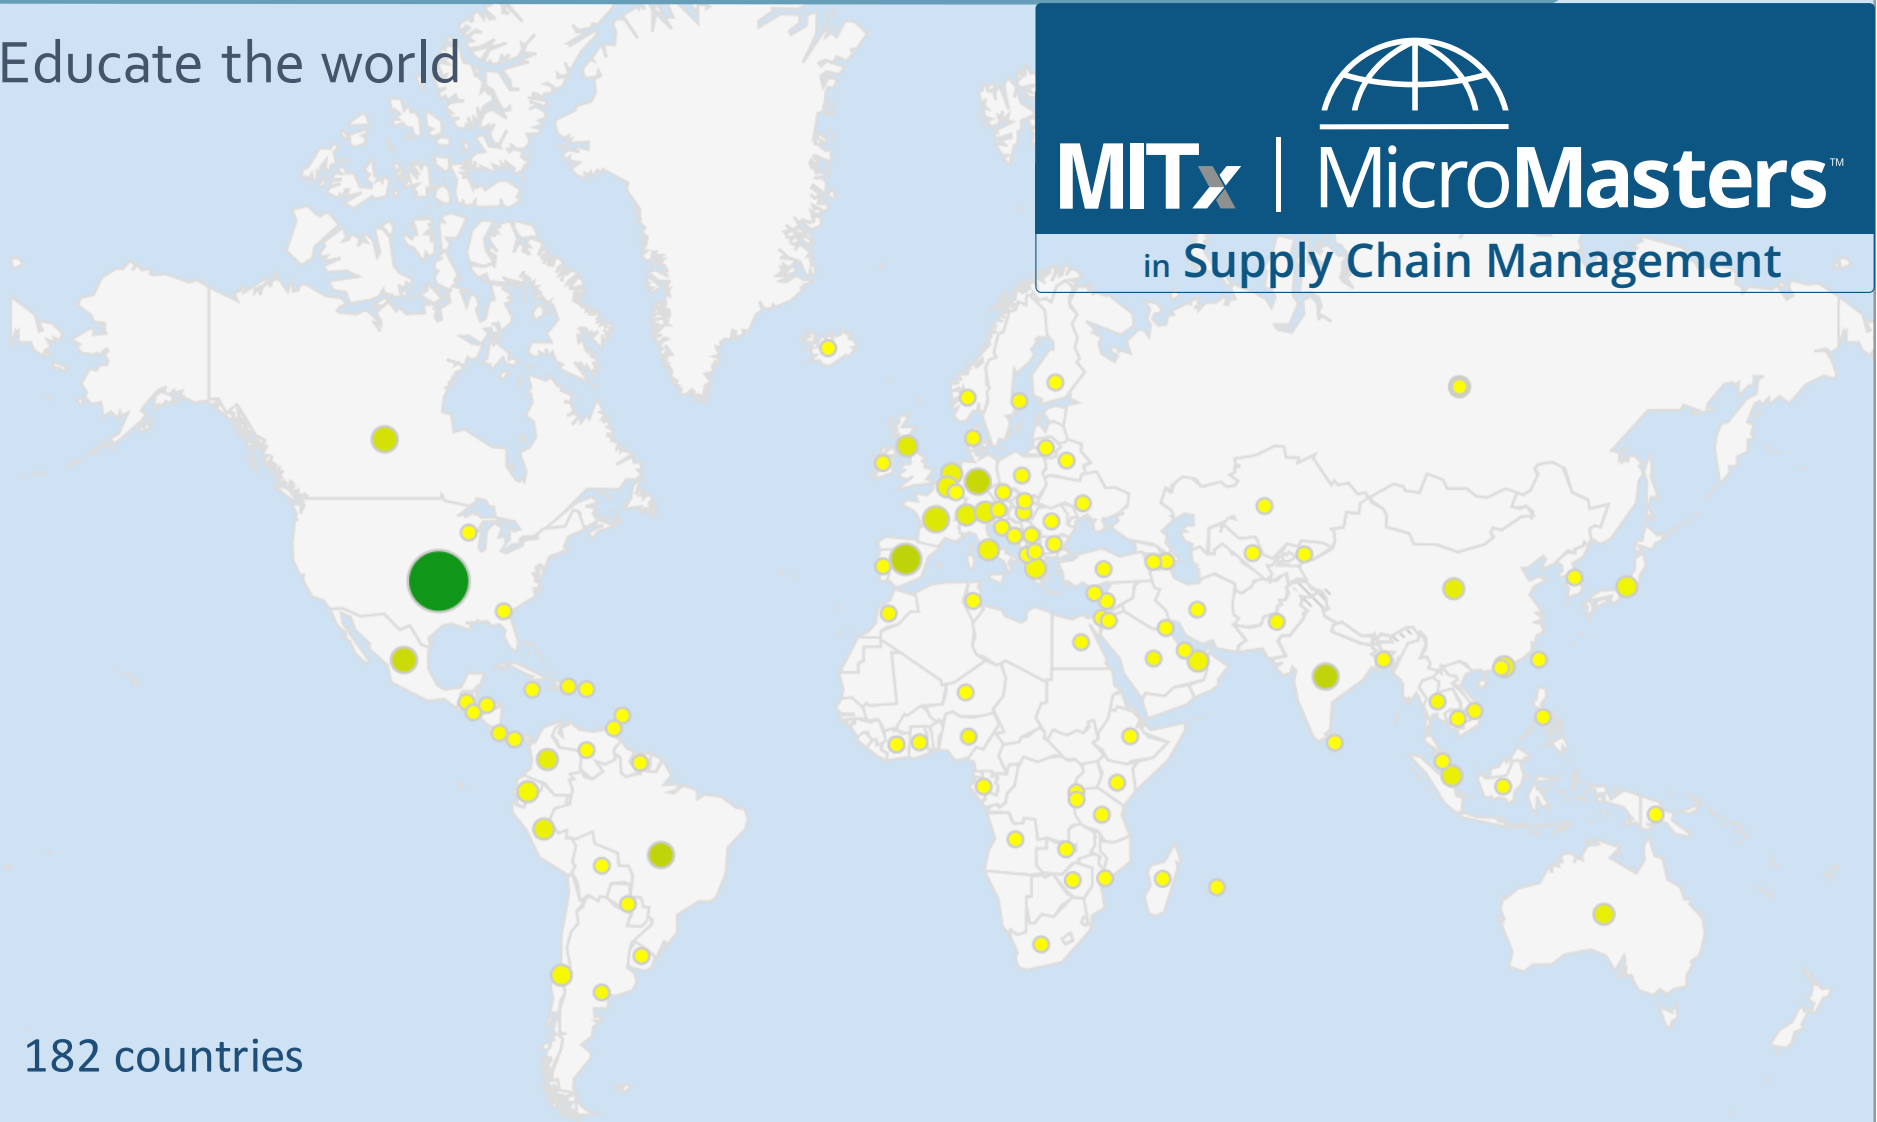 Educate the world
MITx | MicroMasters™
in Supply Chain Management
182 countries